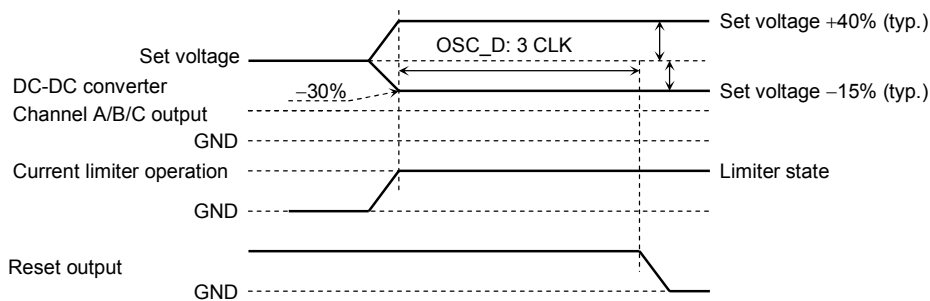 Set voltage +40% (typ.)
OSC_D: 3 CLK
Set voltage
DC-DC converter
−30%
Set voltage −15% (typ.)
Channel A/B/C output
GND
Current limiter operation
Limiter state
GND
Reset output
GND